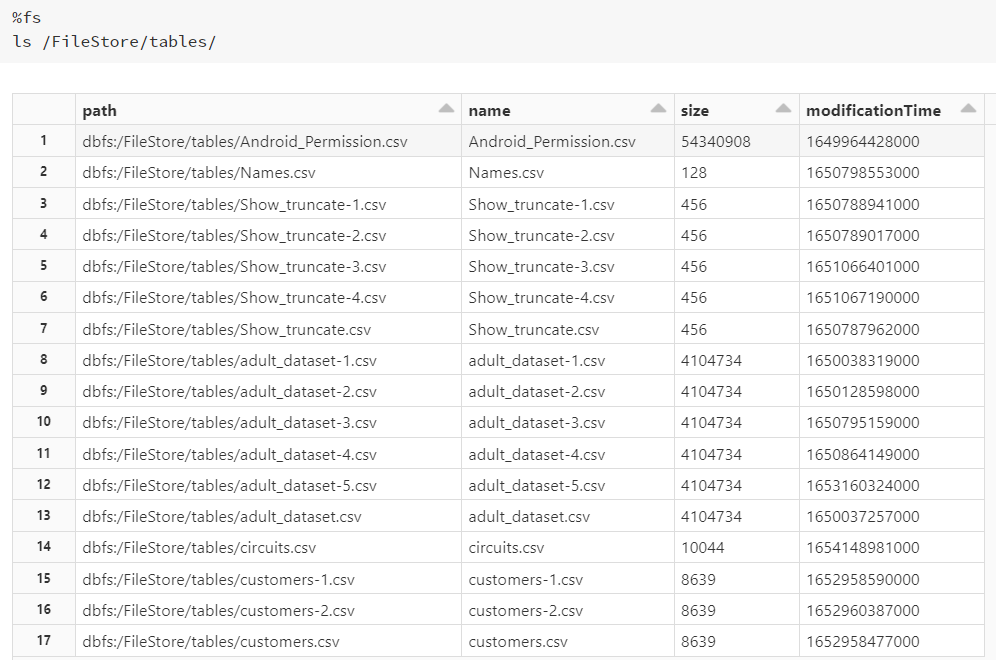 %fs
ls /FileStore/tables/
path name size modificationTime
1 dbfs:/FileStore/tables/Android_Permission.csv Android_Permission.csv 54340908 1649964428000
2 dbfs:/FileStore/tables/Names.csv Names.csv 128 1650798553000
3 dbfs:/FileStore/tables/Show_truncate-1.csv Show_truncate-1.csv 456 1650788941000
4 dbfs:/FileStore/tables/Show_truncate-2.csv Show_truncate-2.csv 456 1650789017000
5 dbfs:/FileStore/tables/Show_truncate-3.csv Show_truncate-3.csv 456 1651066401000
6 dbfs:/FileStore/tables/Show_truncate-4.csv Show_truncate-4.csv 456 1651067190000
7 dbfs:/FileStore/tables/Show_truncate.csv Show_truncate.csv 456 1650787962000
8 dbfs:/FileStore/tables/adult_dataset-1.csv adult_dataset-1.csv 4104734 1650038319000
9 dbfs:/FileStore/tables/adult_dataset-2.csv adult_dataset-2.csv 4104734 1650128598000
10 dbfs:/FileStore/tables/adult_dataset-3.csv adult_dataset-3.csv 4104734 1650795159000
11 dbfs:/FileStore/tables/adult_dataset-4.csv adult_dataset-4.csv 4104734 1650864149000
12 dbfs:/FileStore/tables/adult_dataset-5.csv adult_dataset-5.csv 4104734 1653160324000
13 dbfs:/FileStore/tables/adult_dataset.csv adult_dataset.csv 4104734 1650037257000
14 dbfs:/FileStore/tables/circuits.csv circuits.csv 10044 1654148981000
15 dbfs:/FileStore/tables/customers-1.csv customers-1.csv 8639 1652958590000
16 dbfs:/FileStore/tables/customers-2.csv customers-2.csv 8639 1652960387000
17 dbfs:/FileStore/tables/customers.csv customers.csv 8639 1652958477000